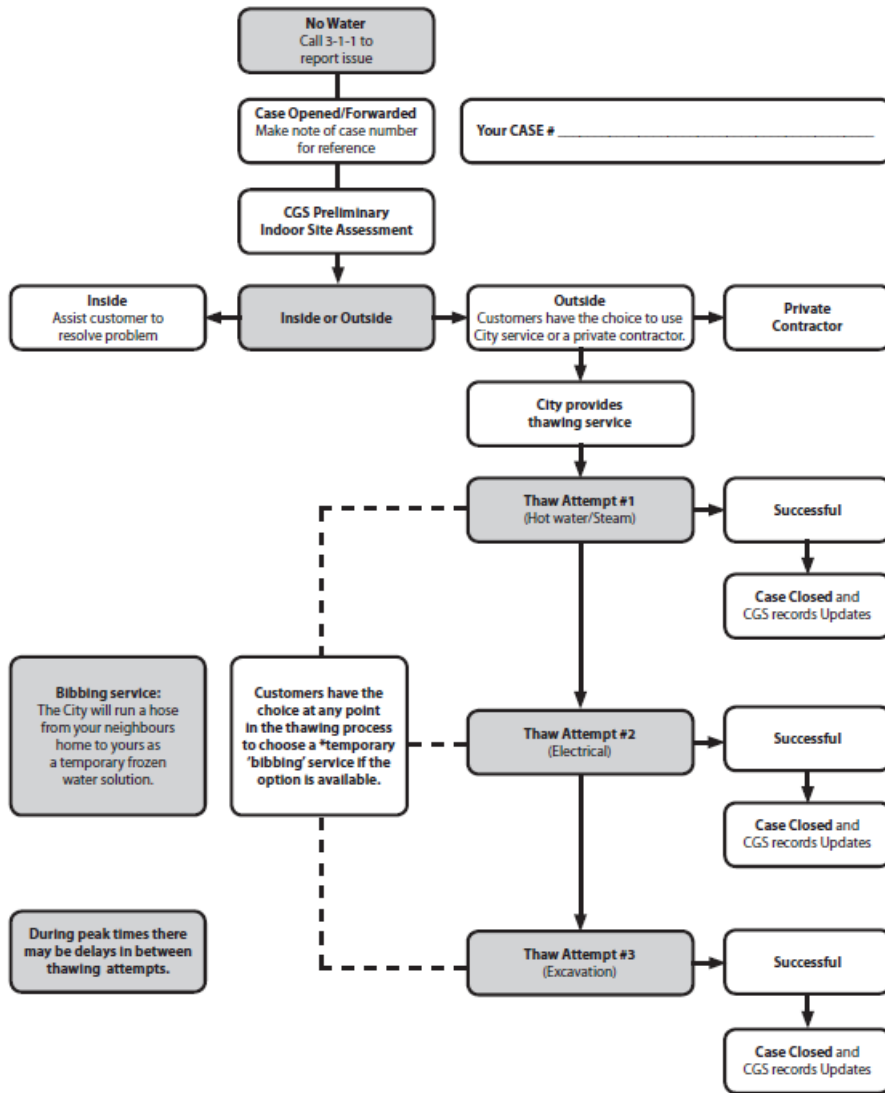 No Water
Call 3-1-1 to
report issue
Case Opened/Forwarded
Make note of case number
for reference
Your CASE # ____________________________________________
CGS Preliminary
Indoor Site Assessment
Inside
Assist customer to
resolve problem
Inside or Outside
Outside
Customers have the choice to use
City service or a private contractor.
Private
Contractor
City provides
thawing service
Thaw Attempt #1
(Hot water/Steam)
Successful
Case Closed and
CGS records Updates
Bibbing service:
The City will run a hose
from your neighbours
home to yours as
a temporary frozen
water solution.
Customers have the
choice at any point
in the thawing process
to choose a *temporary
'bibbing' service if the
option is available.
Thaw Attempt #2
(Electrical)
Successful
Case Closed and
CGS records Updates
During peak times there
may be delays in between
thawing attempts.
Thaw Attempt #3
(Excavation)
Successful
Case Closed and
CGS records Updates